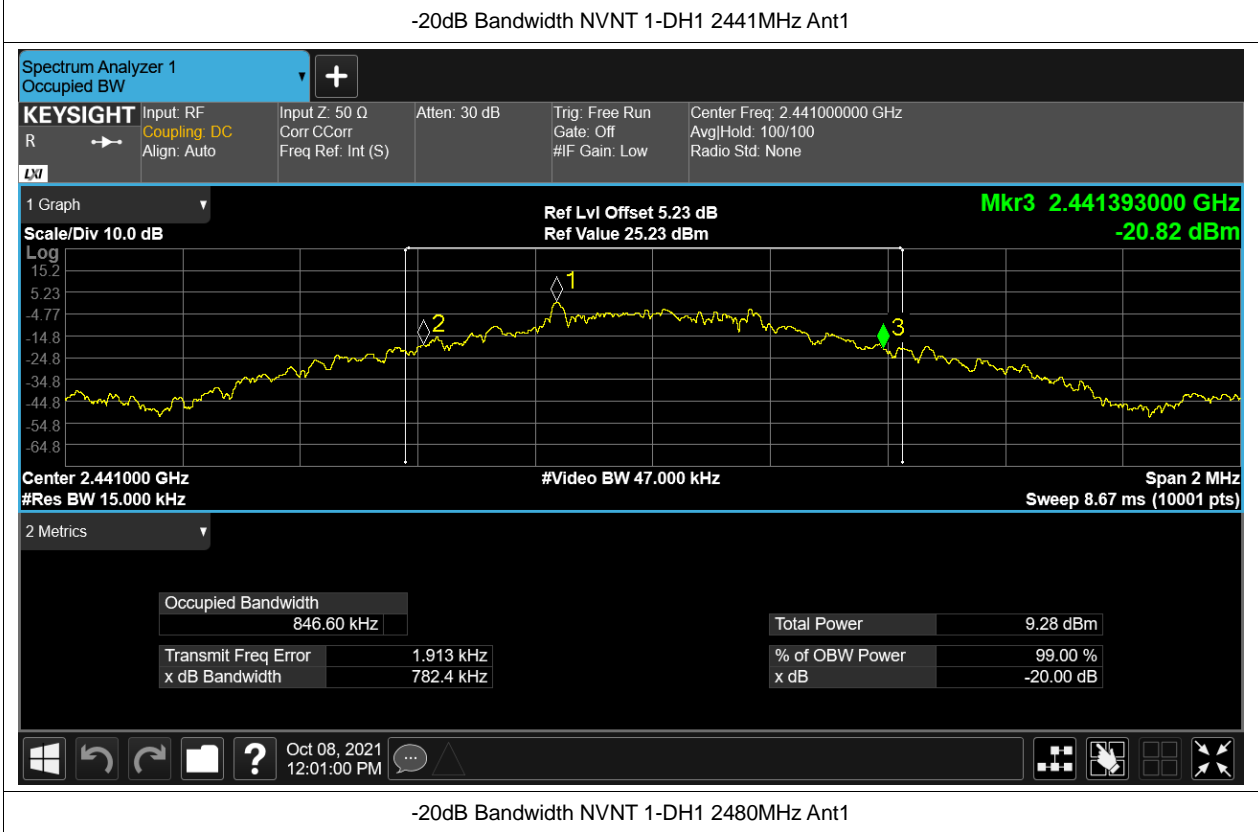 -20dB Bandwidth NVNT 1-DH1 2441MHz Ant1
Spectrum Analyzer 1
Occupied BW
KEYSIGHT
R
LXI
Input: RF
Coupling: DC
Align: Auto
Input Z: 50 Ω
Corr CCorr
Freq Ref: Int (S)
Atten: 30 dB
Trig: Free Run
Gate: Off
#IF Gain: Low
Center Freq: 2.441000000 GHz
Avg|Hold: 100/100
Radio Std: None
1 Graph
Scale/Div 10.0 dB
Ref Lvl Offset 5.23 dB
Ref Value 25.23 dBm
Mkr3 2.441393000 GHz
-20.82 dBm
Log
15.2
5.23
-4.77
-14.8
-24.8
-34.8
-44.8
-54.8
-64.8
1
2
3
Center 2.441000 GHz
#Video BW 47.000 kHz
Span 2 MHz
#Res BW 15.000 kHz
Sweep 8.67 ms (10001 pts)
2 Metrics
Occupied Bandwidth
846.60 kHz
Total Power 9.28 dBm
Transmit Freq Error 1.913 kHz
% of OBW Power 99.00 %
x dB Bandwidth 782.4 kHz
x dB -20.00 dB
?
Oct 08, 2021
12:01:00 PM
-20dB Bandwidth NVNT 1-DH1 2480MHz Ant1